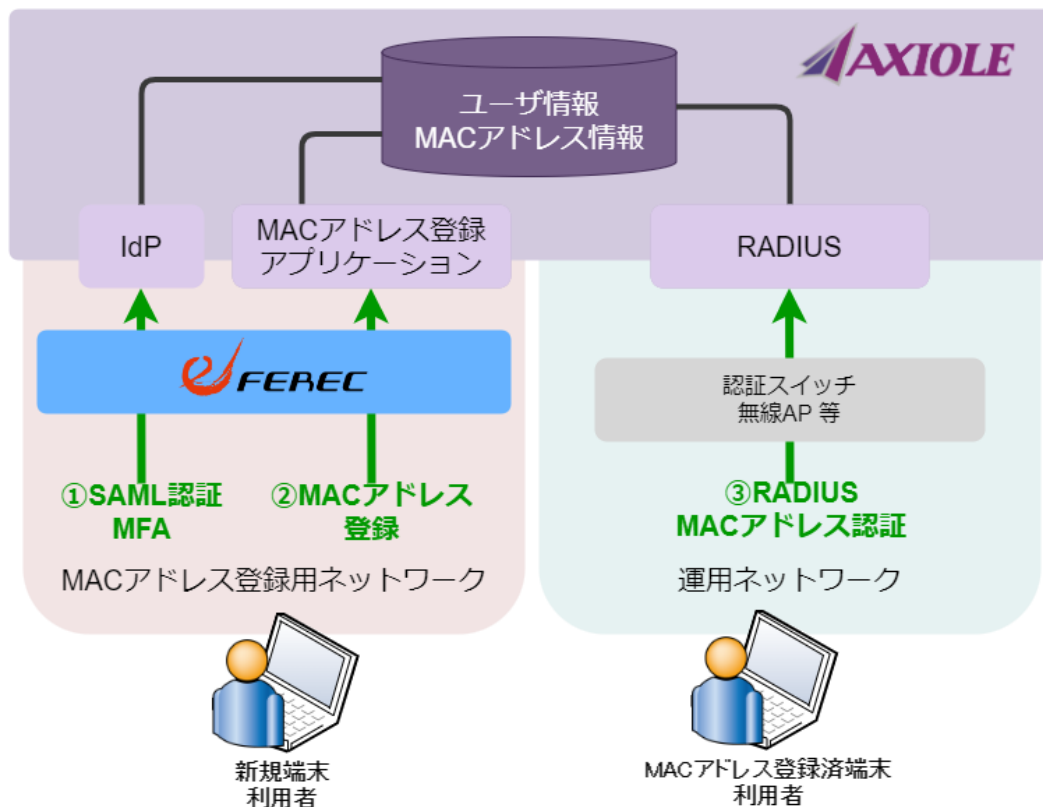 AXIOLE
ユーザ情報
MACアドレス情報
IdP
MACアドレス登録
アプリケーション
RADIUS
FEREC
認証スイッチ
無線AP 等
①SAML認証
MFA
②MACアドレス
登録
③RADIUS
MACアドレス認証
MACアドレス登録用ネットワーク
運用ネットワーク
新規端末
利用者
MACアドレス登録済端末
利用者